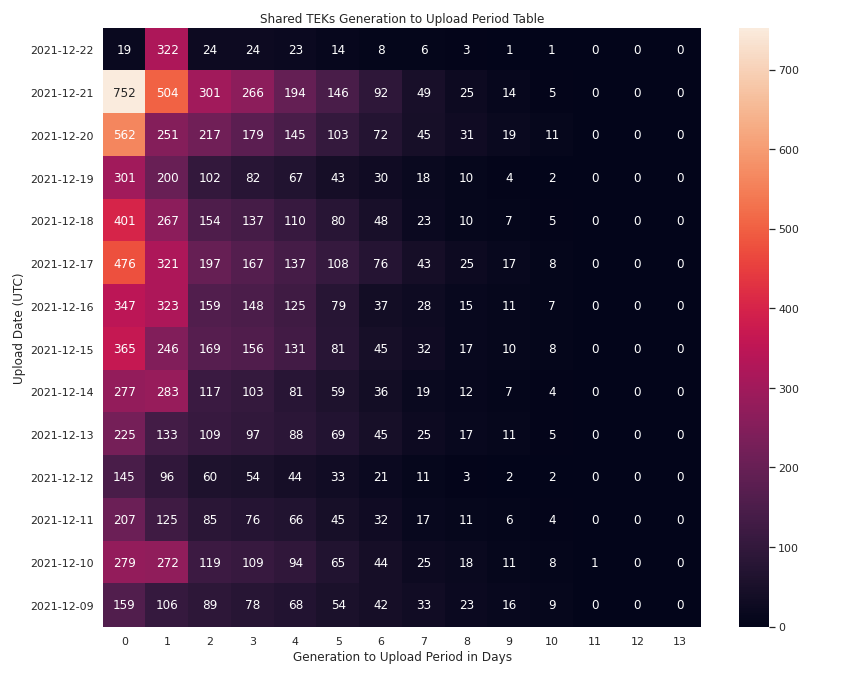 Shared TEKs Generation to Upload Period Table
Upload Date (UTC)
2021-12-22 19 322 24 24 23 14 8 6 3 1 1 0 0 0
2021-12-21 752 504 301 266 194 146 92 49 25 14 5 0 0 0
2021-12-20 562 251 217 179 145 103 72 45 31 19 11 0 0 0
2021-12-19 301 200 102 82 67 43 30 18 10 4 2 0 0 0
2021-12-18 401 267 154 137 110 80 48 23 10 7 5 0 0 0
2021-12-17 476 321 197 167 137 108 76 43 25 17 8 0 0 0
2021-12-16 347 323 159 148 125 79 37 28 15 11 7 0 0 0
2021-12-15 365 246 169 156 131 81 45 32 17 10 8 0 0 0
2021-12-14 277 283 117 103 81 59 36 19 12 7 4 0 0 0
2021-12-13 225 133 109 97 88 69 45 25 17 11 5 0 0 0
2021-12-12 145 96 60 54 44 33 21 11 3 2 2 0 0 0
2021-12-11 207 125 85 76 66 45 32 17 11 6 4 0 0 0
2021-12-10 279 272 119 109 94 65 44 25 18 11 8 1 0 0
2021-12-09 159 106 89 78 68 54 42 33 23 16 9 0 0 0
0 1 2 3 4 5 6 7 8 9 10 11 12 13
Generation to Upload Period in Days
700
600
500
400
300
200
100
0